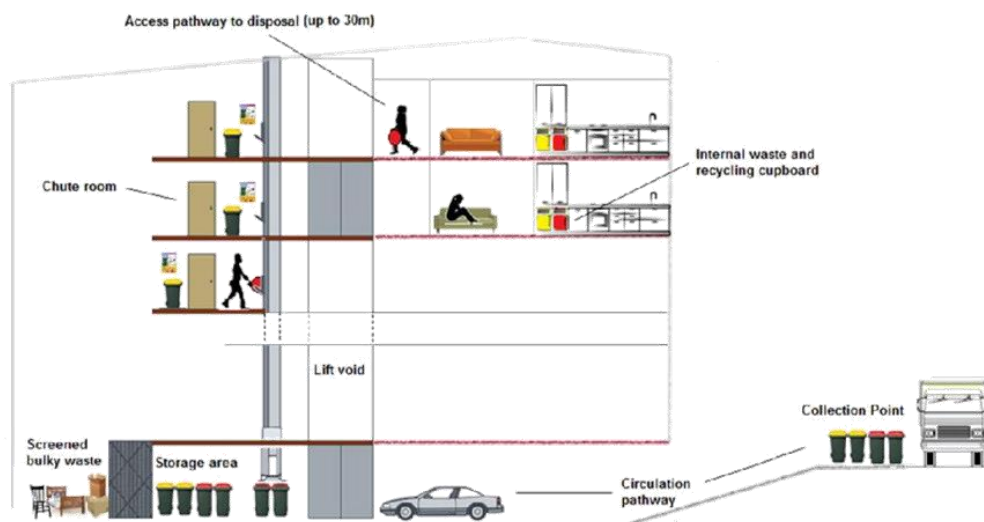 Access pathway to disposal (up to 30m)
Internal waste and
recycling cupboard
Chute room
Lift void
Collection Point
Screened
bulky waste
Storage area
Circulation
pathway